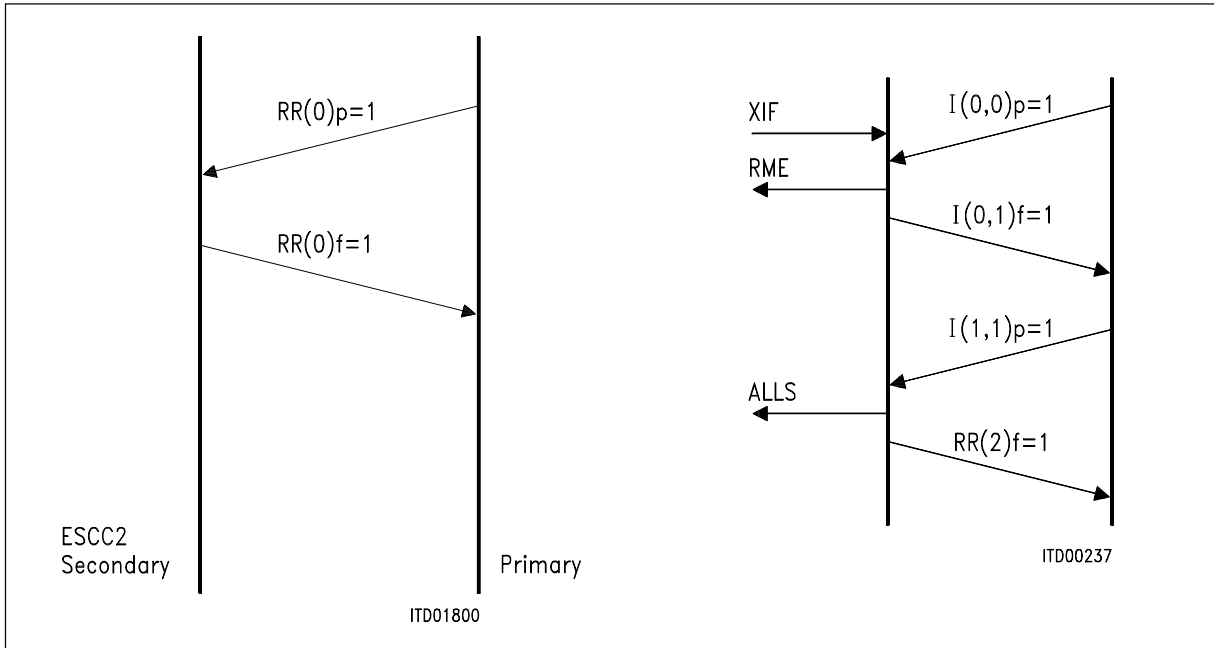 RR(0)p=1
RR(0)f=1
ESCC2
Secondary
Primary
ITD01800
XIF
I(0,0)p=1
RME
I(0,1)f=1
I(1,1)p=1
ALLS
RR(2)f=1
ITD00237